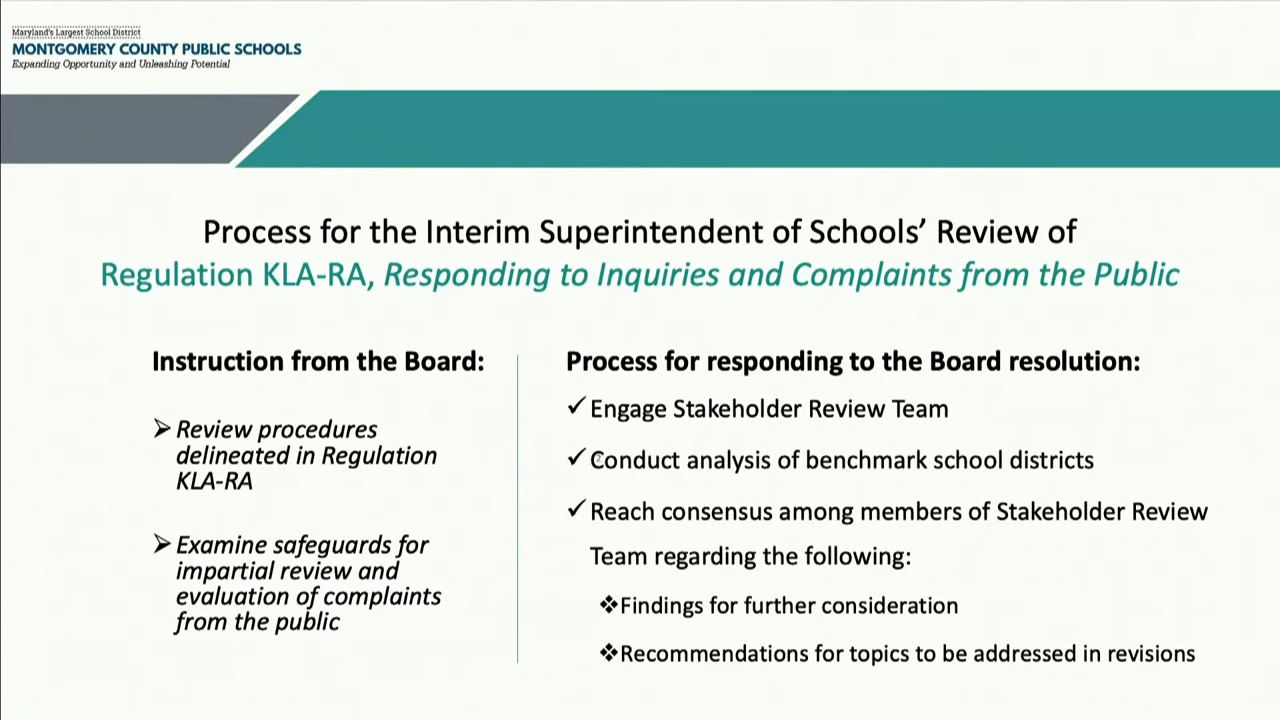 Maryland's Largest School District
MONTGOMERY COUNTY PUBLIC SCHOOLS
Expanding Opportunity and Unleashing Potential
Process for the Interim Superintendent of Schools’ Review of
Regulation KLA-RA, Responding to Inquiries and Complaints from the Public
Instruction from the Board:
Review procedures
delineated in Regulation
KLA-RA
Examine safeguards for
impartial review and
evaluation of complaints
from the public
Process for responding to the Board resolution:
Engage Stakeholder Review Team
Conduct analysis of benchmark school districts
Reach consensus among members of Stakeholder Review
Team regarding the following:
Findings for further consideration
Recommendations for topics to be addressed in revisions